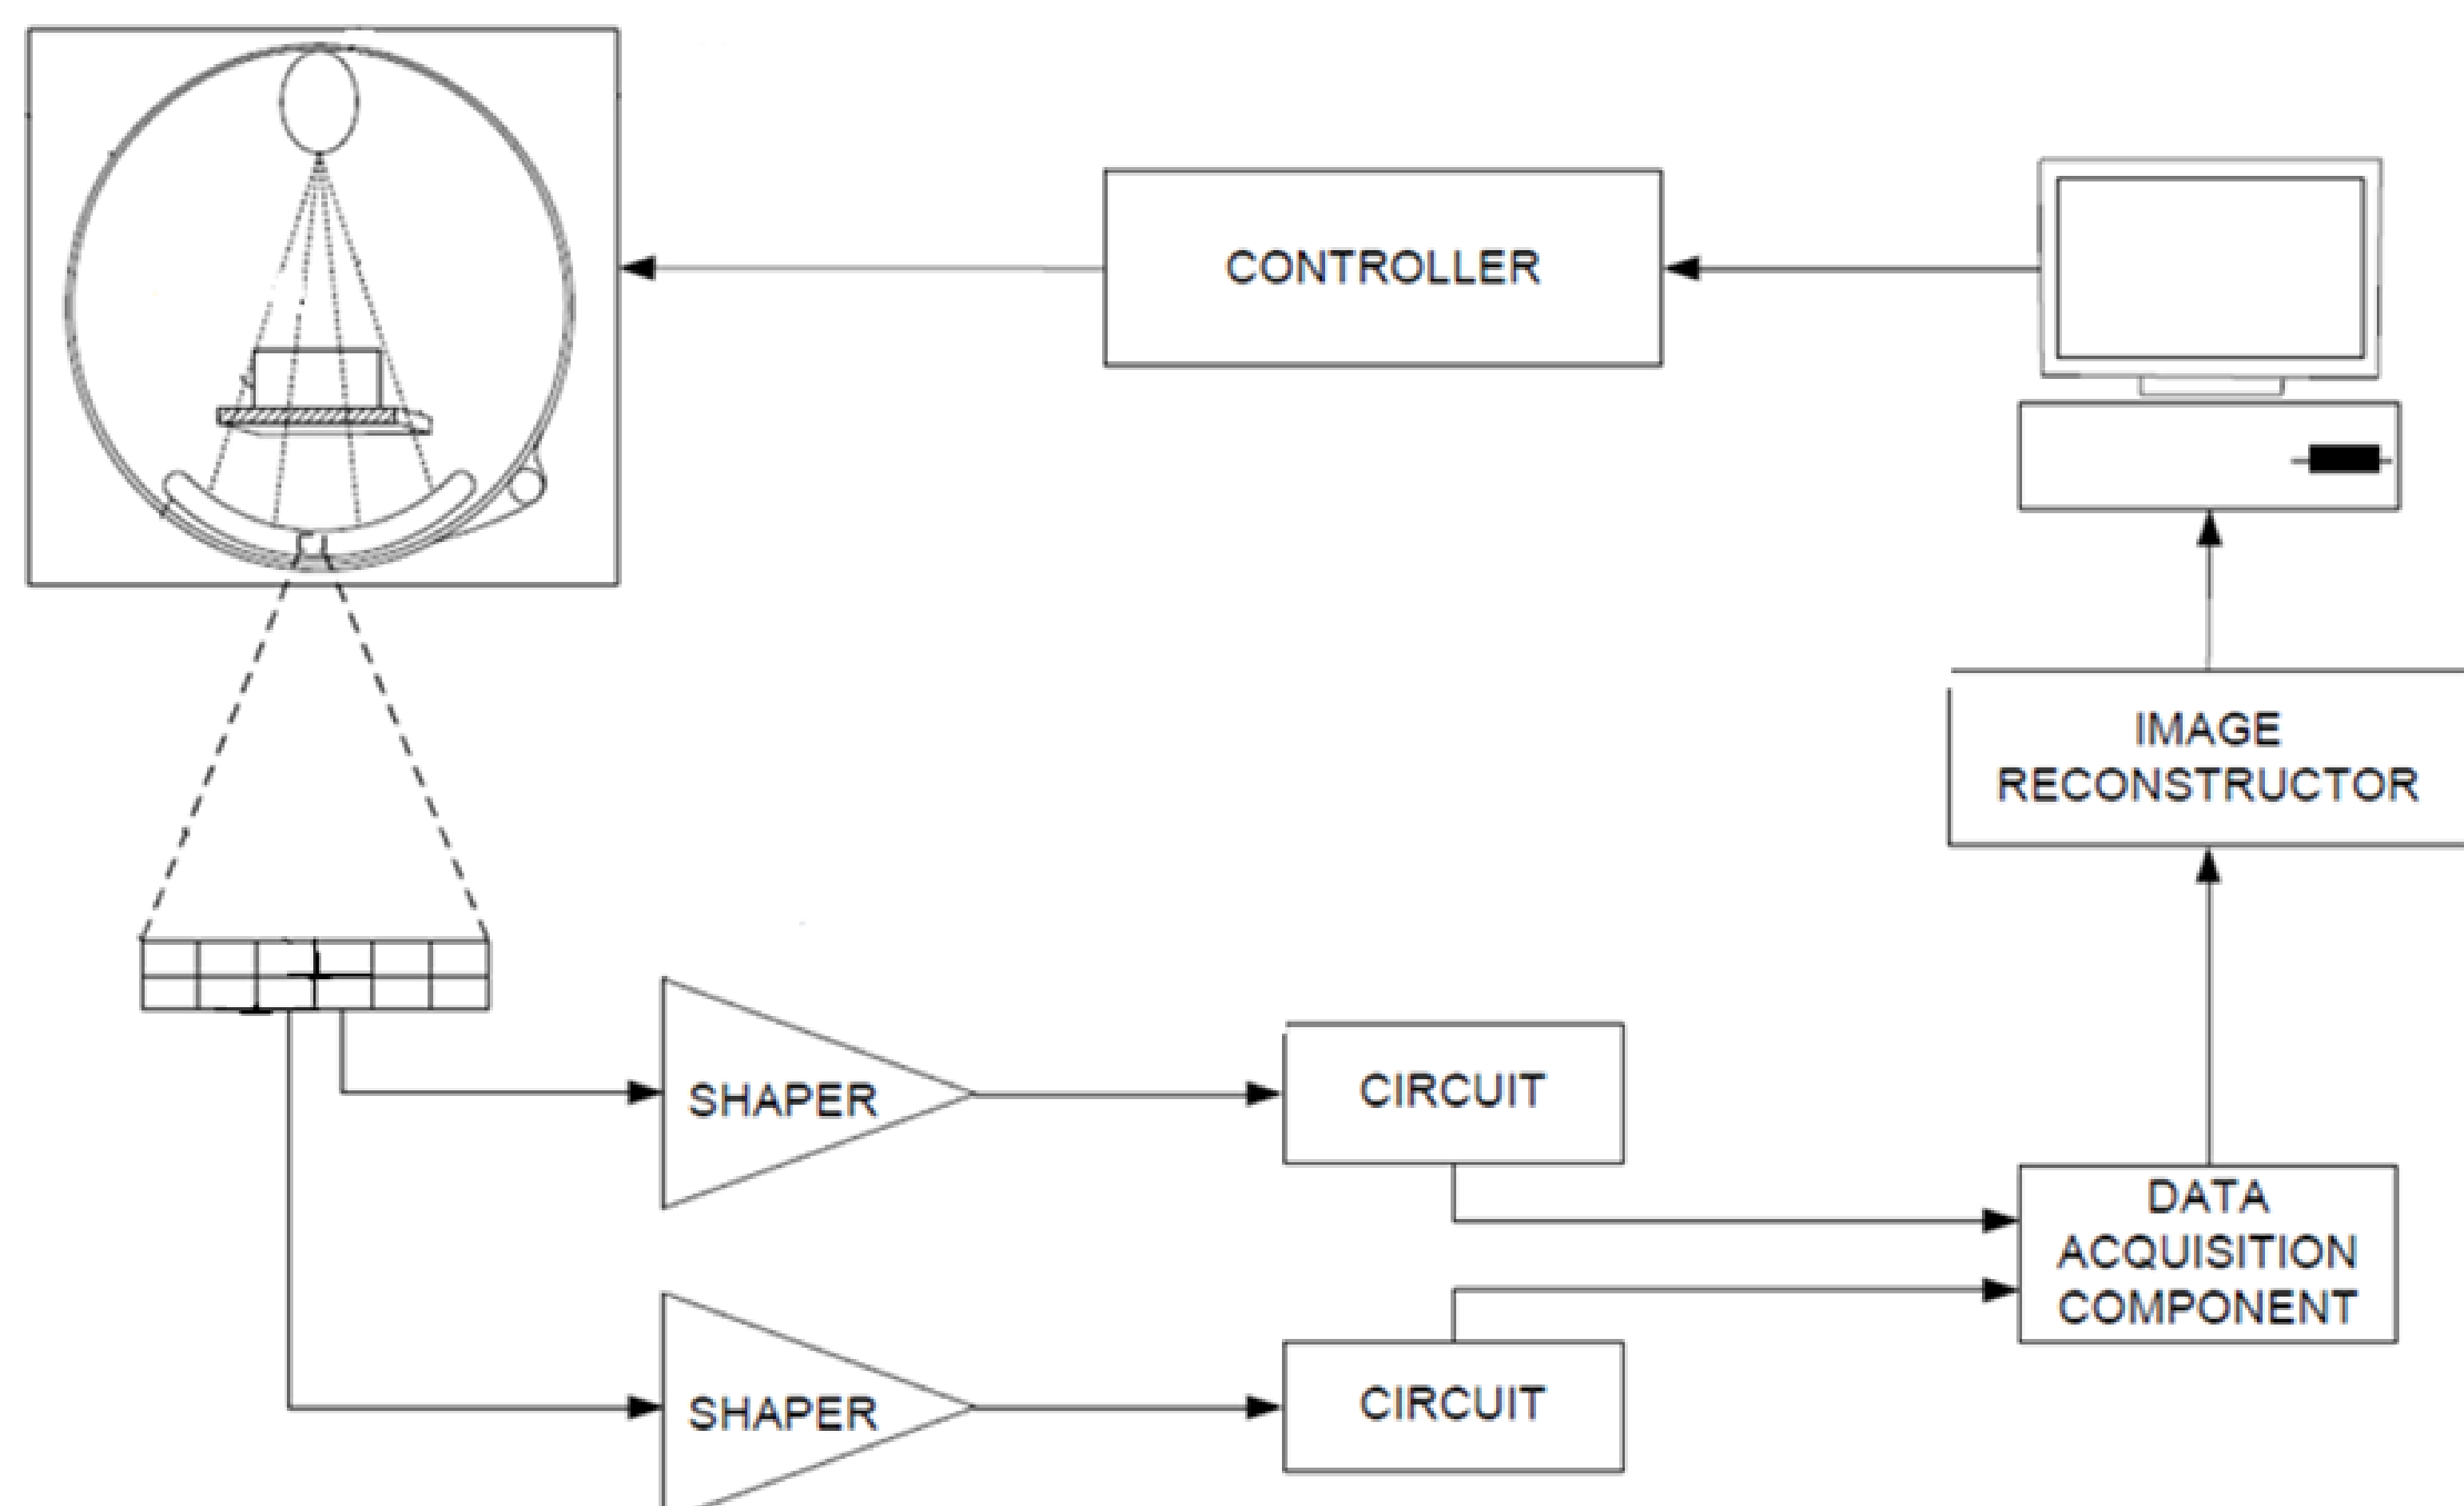 CONTROLLER
IMAGE
RECONSTRUCTOR
SHAPER
CIRCUIT
DATA
ACQUISITION
COMPONENT
SHAPER
CIRCUIT